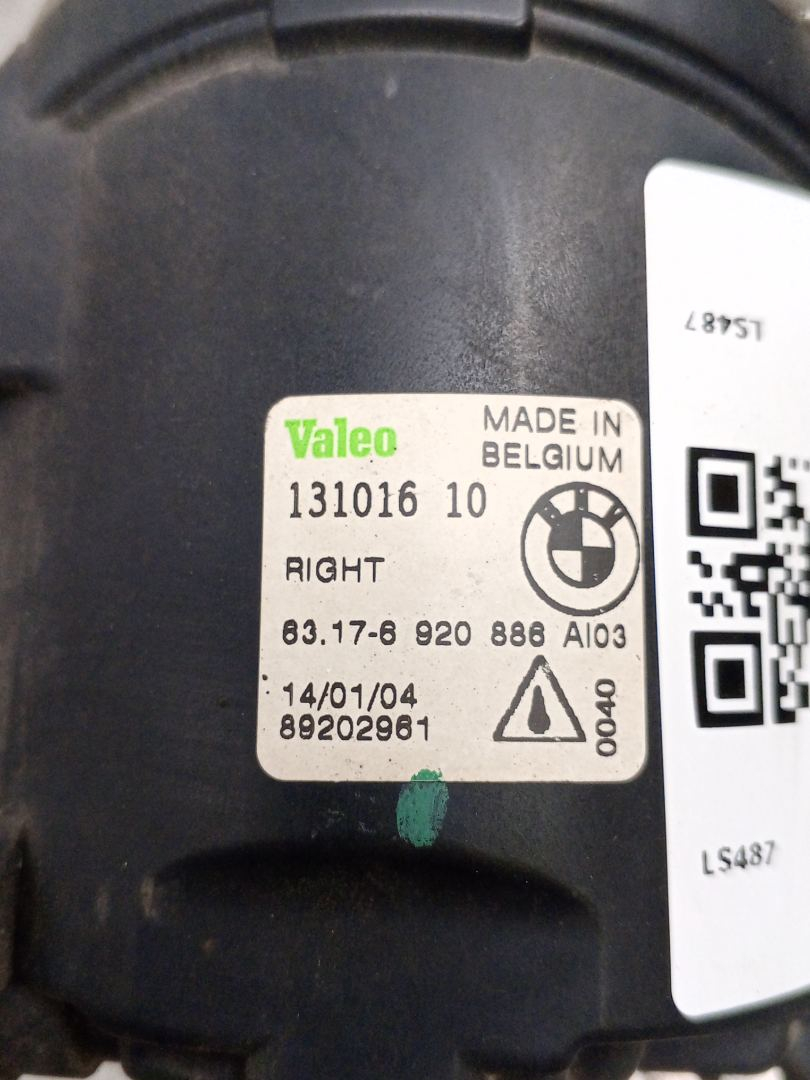 Valeo
MADE IN
BELGIUM
131016 10
BMW
RIGHT
63.17-6 920 886 AI03
14/01/04
89202961
0040
LS487
LS487